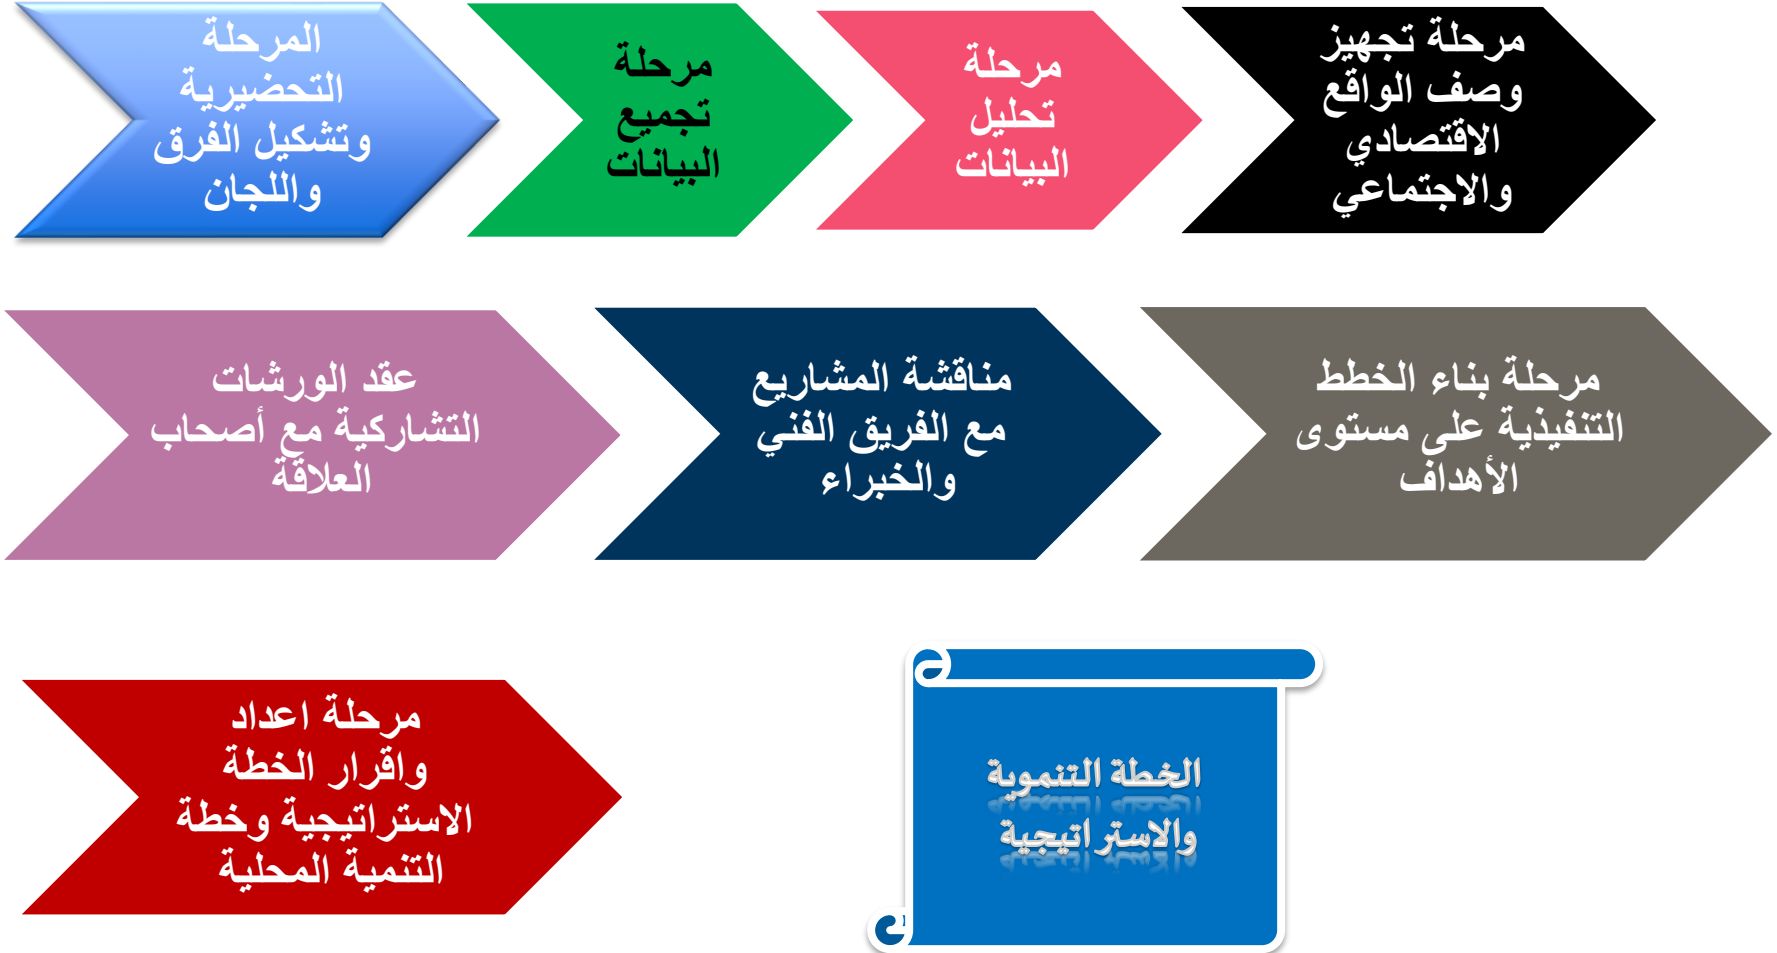 المرحلة
التحضيرية
وتشكيل الفرق
واللجان
مرحلة
تجميع
البيانات
مرحلة
تحليل
البيانات
مرحلة تجهيز
وصف الواقع
الاقتصادي
والاجتماعي
عقد الورشات
التشاركية مع أصحاب
العلاقة
مناقشة المشاريع
مع الفريق الفني
والخبراء
مرحلة بناء الخطط
التنفيذية على مستوى
الأهداف
مرحلة اعداد
واقرار الخطة
الاستراتيجية وخطة
التنمية المحلية
الخطة التنموية
والاستراتيجية